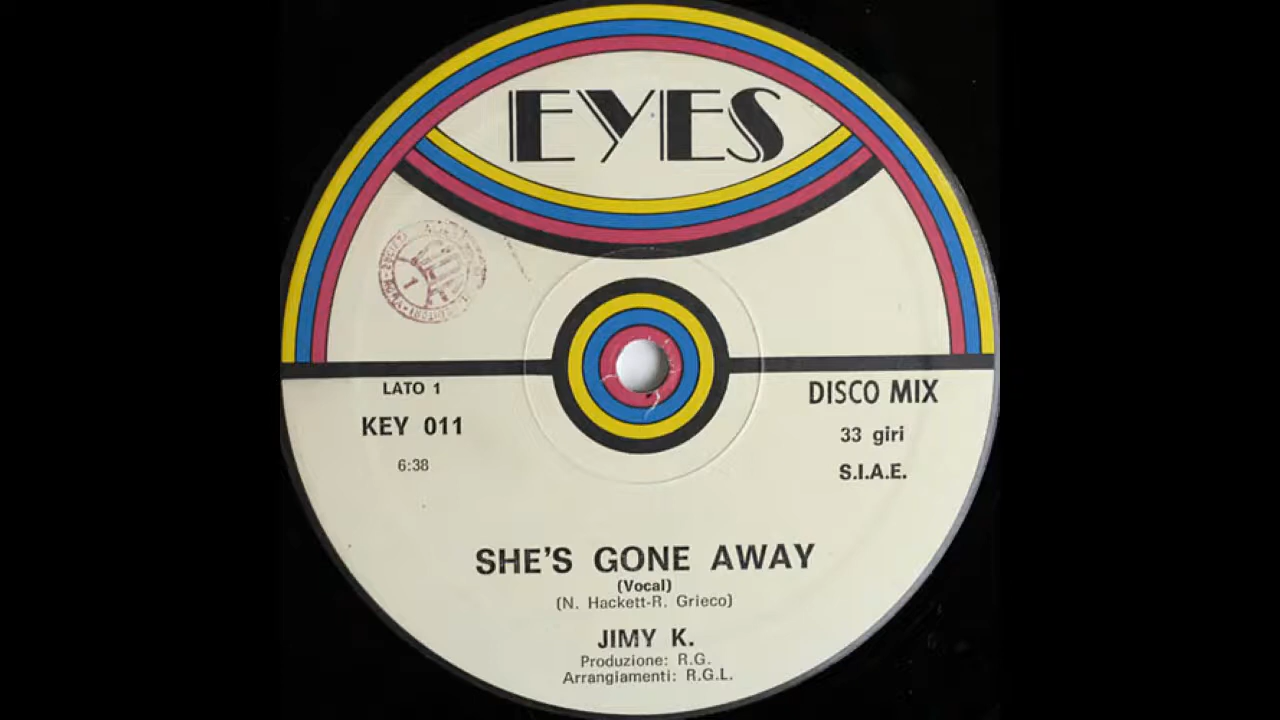 EYES
LATO 1
KEY 011
6:38
DISCO MIX
33 giri
S.I.A.E.
SHE'S GONE AWAY
(Vocal)
(N. Hackett-R. Grieco)
JIMY K.
Produzione: R.G.
Arrangiamenti: R.G.L.